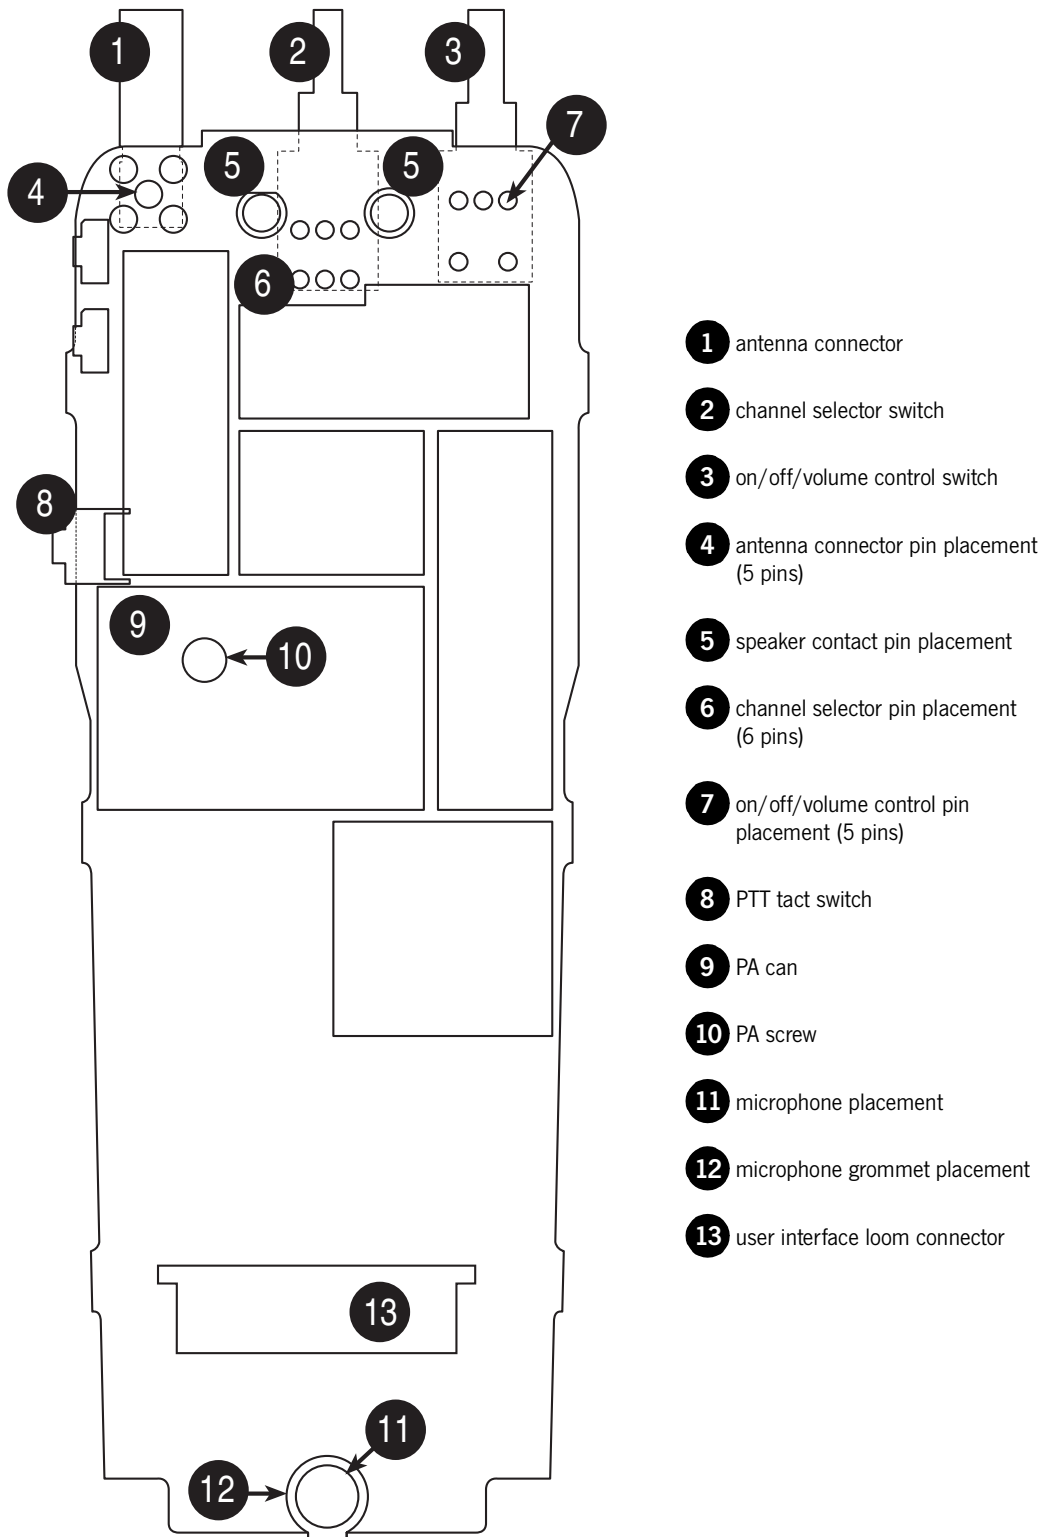 1
2
3
7
5
5
4
6
8
9
10
13
11
12
1 antenna connector
2 channel selector switch
3 on/off/volume control switch
4 antenna connector pin placement
(5 pins)
5 speaker contact pin placement
6 channel selector pin placement
(6 pins)
7 on/off/volume control pin
placement (5 pins)
8 PTT tact switch
9 PA can
10 PA screw
11 microphone placement
12 microphone grommet placement
13 user interface loom connector